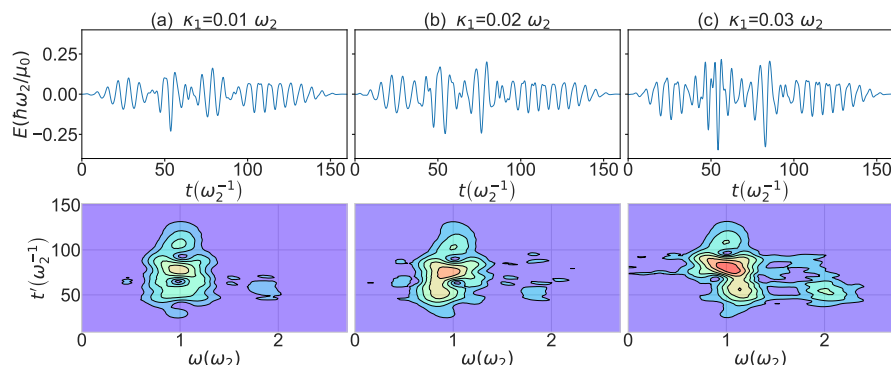 (a) κ₁=0.01 ω₂ (b) κ₁=0.02 ω₂ (c) κ₁=0.03 ω₂
E(ħω₂/μ₀)
0.25
0.00
−0.25
0 50 100 150 0 50 100 150 0 50 100 150
t(ω₂⁻¹) t(ω₂⁻¹) t(ω₂⁻¹)
t′(ω₂⁻¹)
150
100
50
0 1 2 0 1 2 0 1 2
ω(ω₂) ω(ω₂) ω(ω₂)